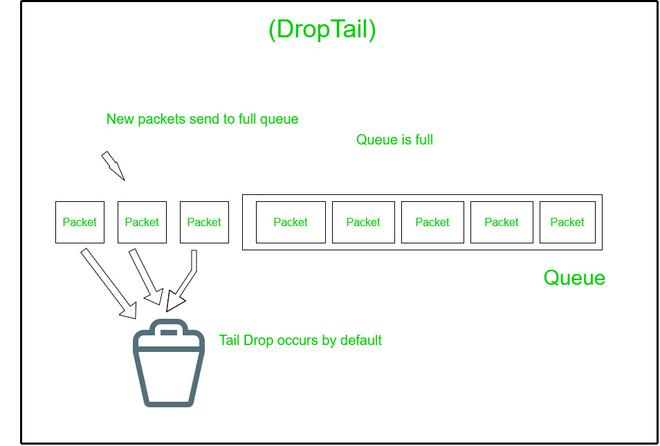 (DropTail)
New packets send to full queue
Queue is full
Packet
Packet
Packet
Packet
Packet
Packet
Packet
Packet
Queue
Tail Drop occurs by default